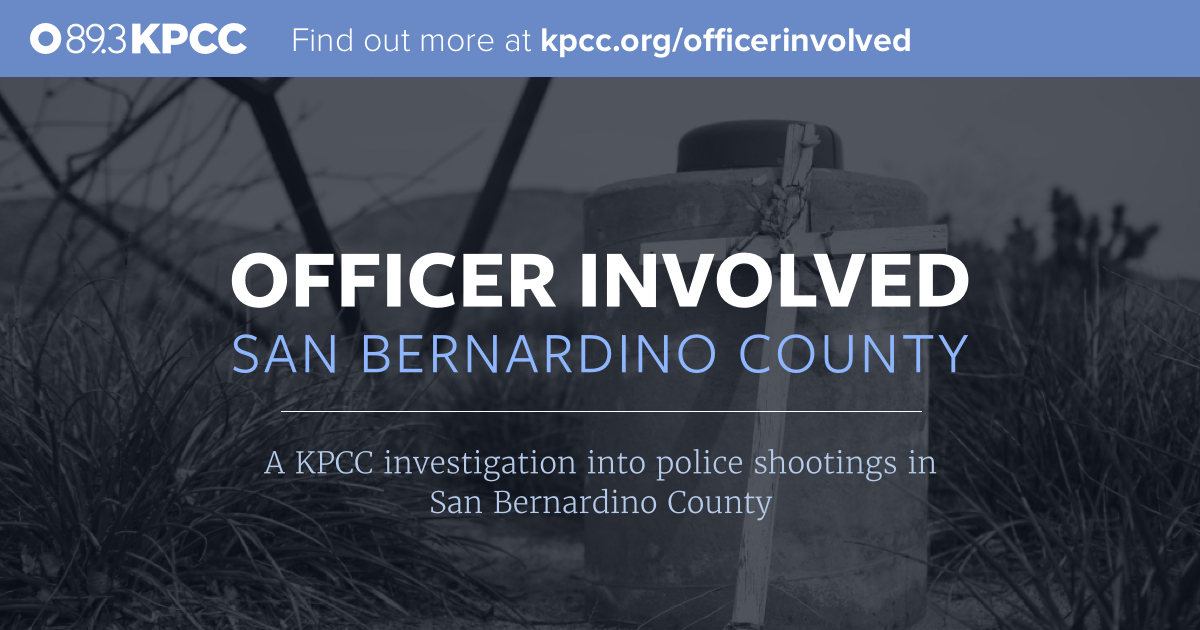 89.3 KPCC Find out more at kpcc.org/officerinvolved
OFFICER INVOLVED
SAN BERNARDINO COUNTY
A KPCC investigation into police shootings in
San Bernardino County